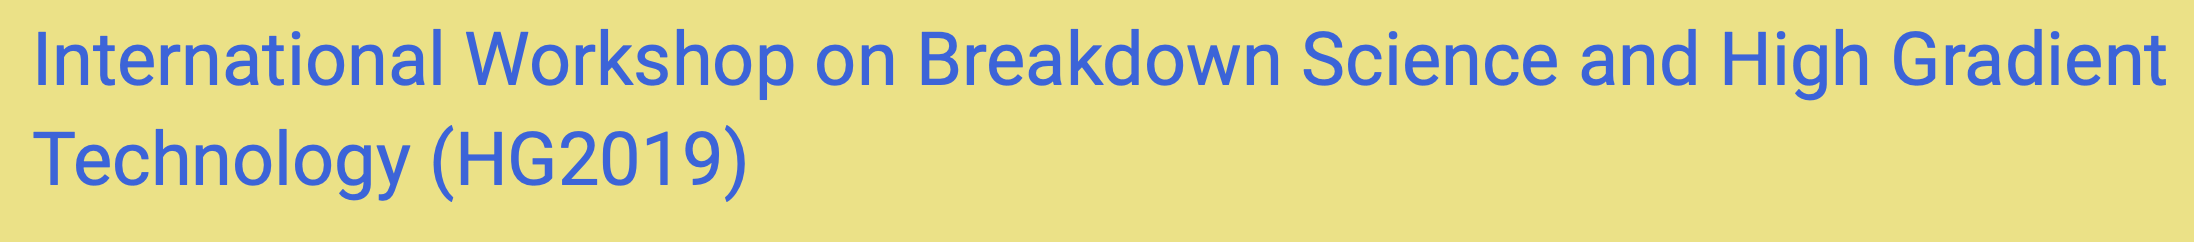 International Workshop on Breakdown Science and High Gradient
Technology (HG2019)